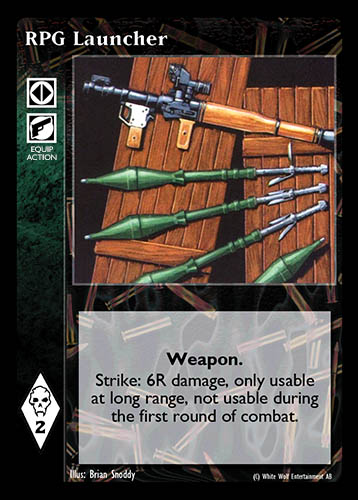 RPG Launcher
EQUIP
ACTION
Weapon.
Strike: 6R damage, only usable
at long range, not usable during
the first round of combat.
2
Illus: Brian Snoddy
(C) White Wolf Entertainment AB